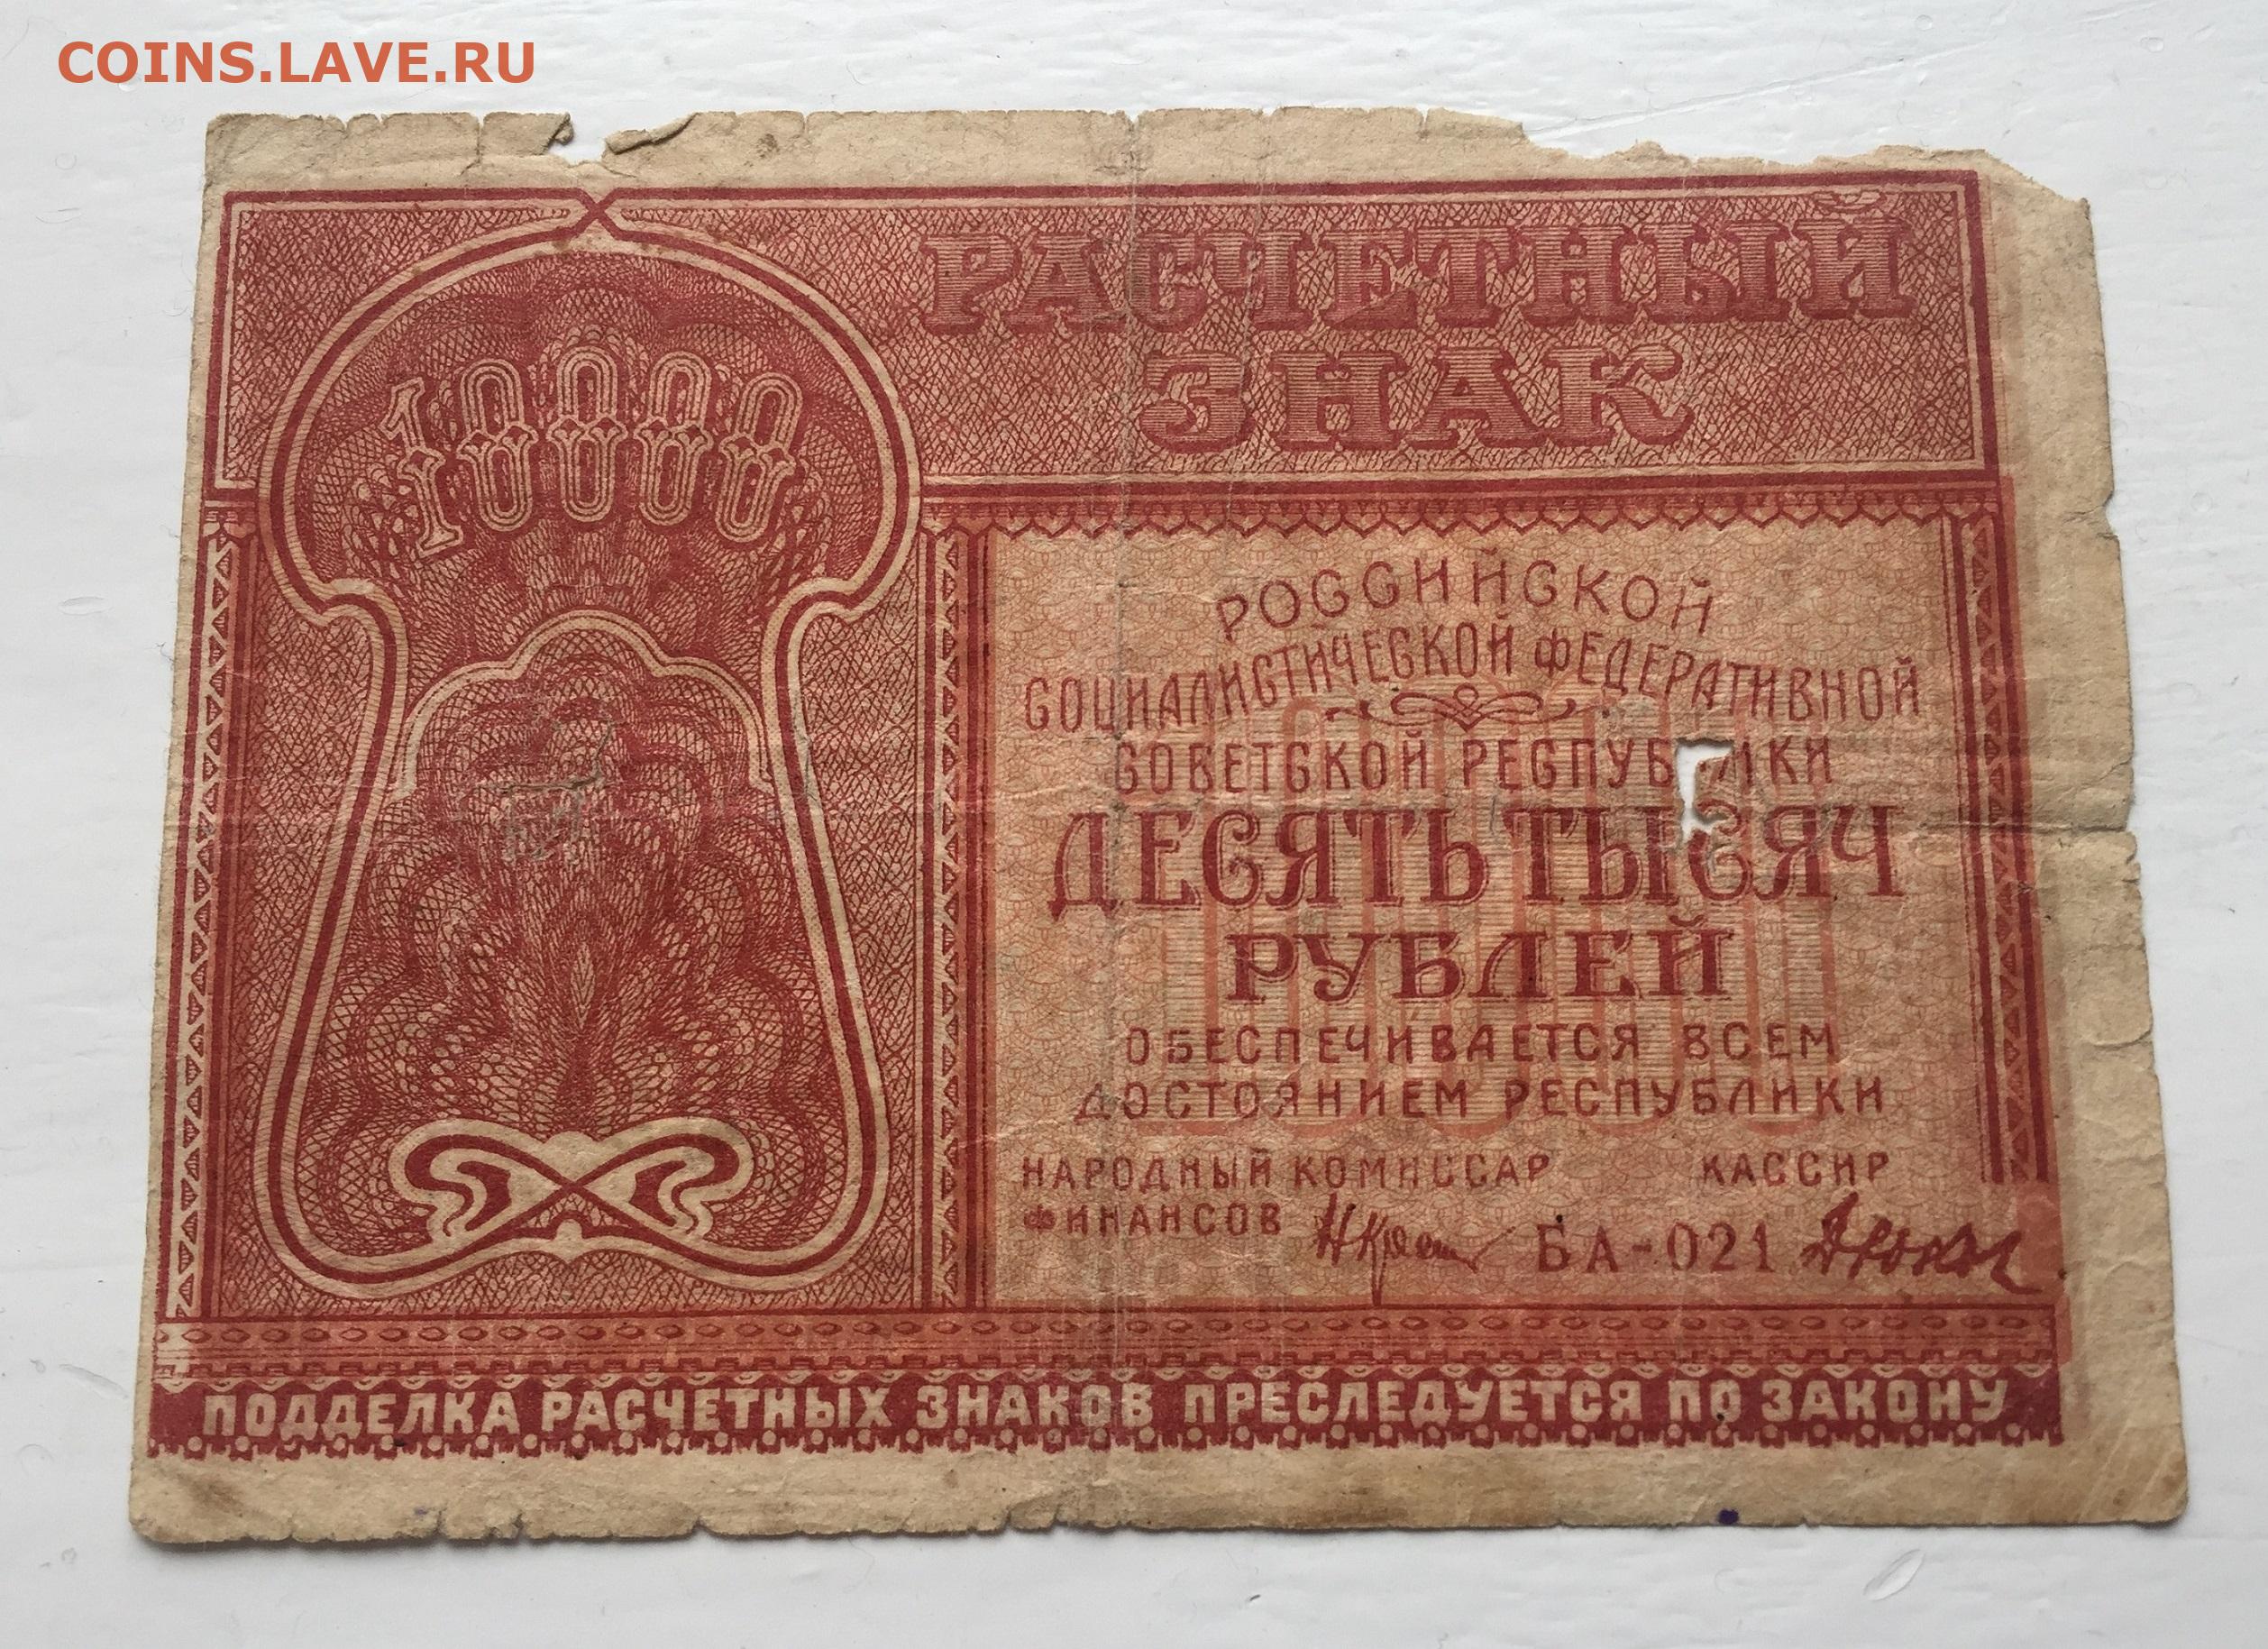 COINS.LAVE.RU
РАСЧЕТНЫЙ
ЗНАК
10000
10000
РОССИЙСКОЙ
СОЦИАЛИСТИЧЕСКОЙ ФЕДЕРАТИВНОЙ
СОВЕТСКОЙ РЕСПУБЛИКИ
ДЕСЯТЬ ТЫСЯЧ
РУБЛЕЙ
ОБЕСПЕЧИВАЕТСЯ ВСЕМ
ДОСТОЯНИЕМ РЕСПУБЛИКИ
НАРОДНЫЙ КОМИССАР КАССИР
ФИНАНСОВ БА-021
ПОДДЕЛКА РАСЧЕТНЫХ ЗНАКОВ ПРЕСЛЕДУЕТСЯ ПО ЗАКОНУ